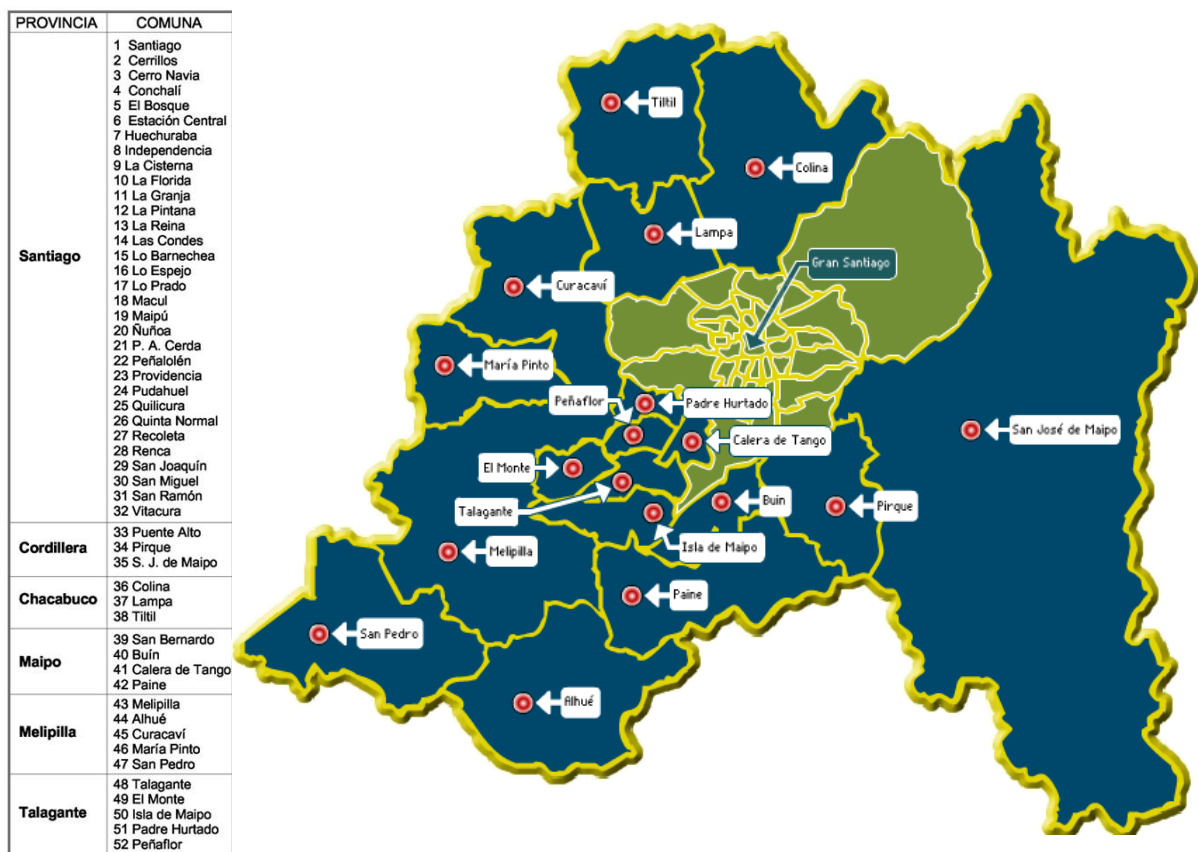 PROVINCIA COMUNA
Santiago
1 Santiago
2 Cerrillos
3 Cerro Navia
4 Conchalí
5 El Bosque
6 Estación Central
7 Huechuraba
8 Independencia
9 La Cisterna
10 La Florida
11 La Granja
12 La Pintana
13 La Reina
14 Las Condes
15 Lo Barnechea
16 Lo Espejo
17 Lo Prado
18 Macul
19 Maipú
20 Ñuñoa
21 P. A. Cerda
22 Peñalolén
23 Providencia
24 Pudahuel
25 Quilicura
26 Quinta Normal
27 Recoleta
28 Renca
29 San Joaquín
30 San Miguel
31 San Ramón
32 Vitacura
Cordillera
33 Puente Alto
34 Pirque
35 S. J. de Maipo
Chacabuco
36 Colina
37 Lampa
38 Tiltil
Maipo
39 San Bernardo
40 Buín
41 Calera de Tango
42 Paine
Melipilla
43 Melipilla
44 Alhué
45 Curacaví
46 María Pinto
47 San Pedro
Talagante
48 Talagante
49 El Monte
50 Isla de Maipo
51 Padre Hurtado
52 Peñaflor
Tiltil
Colina
Lampa
Gran Santiago
Curacaví
María Pinto
Peñaflor
Padre Hurtado
San José de Maipo
Calera de Tango
El Monte
Talagante
Buin
Pirque
Isla de Maipo
Melipilla
Paine
San Pedro
Alhué